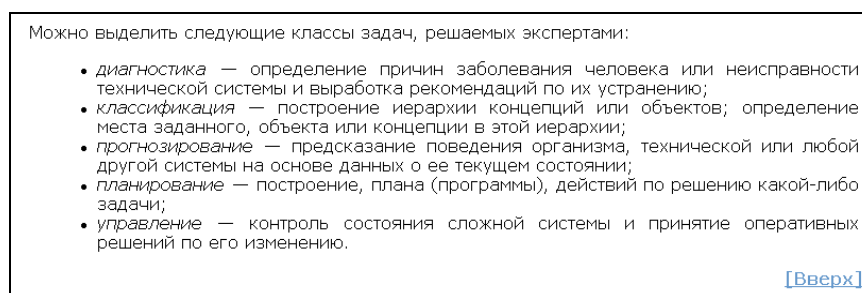 Можно выделить следующие классы задач, решаемых экспертами:
• диагностика — определение причин заболевания человека или неисправности
технической системы и выработка рекомендаций по их устранению;
• классификация — построение иерархии концепций или объектов; определение
места заданного, объекта или концепции в этой иерархии;
• прогнозирование — предсказание поведения организма, технической или любой
другой системы на основе данных о ее текущем состоянии;
• планирование — построение, плана (программы), действий по решению какой-либо
задачи;
• управление — контроль состояния сложной системы и принятие оперативных
решений по его изменению.
[Вверх]